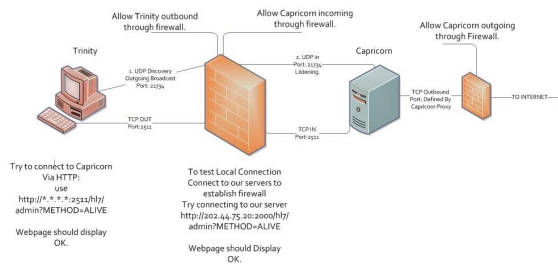 Allow Trinity outbound
through firewall.
Allow Capricorn incoming
through firewall.
Allow Capricorn outgoing
through Firewall.
Trinity
Capricorn
1. UDP Discovery
Outgoing Broadcast
Port: 21734
2. UDP In
Port: 21734
Listening.
TCP Outbound
Port: Defined By
Capricorn Proxy
TO INTERNET
TCP OUT
Port:2511
TCP IN
Port:2511
Try to connect to Capricorn
Via HTTP:
use
http://*.*.*.*:2511/hl7/
admin?METHOD=ALIVE
Webpage should display
OK.
To test Local Connection
Connect to our servers to
establish firewall
Try connecting to our server
http://202.44.75.20:2000/hl7/
admin?METHOD=ALIVE
Webpage should Display
OK.